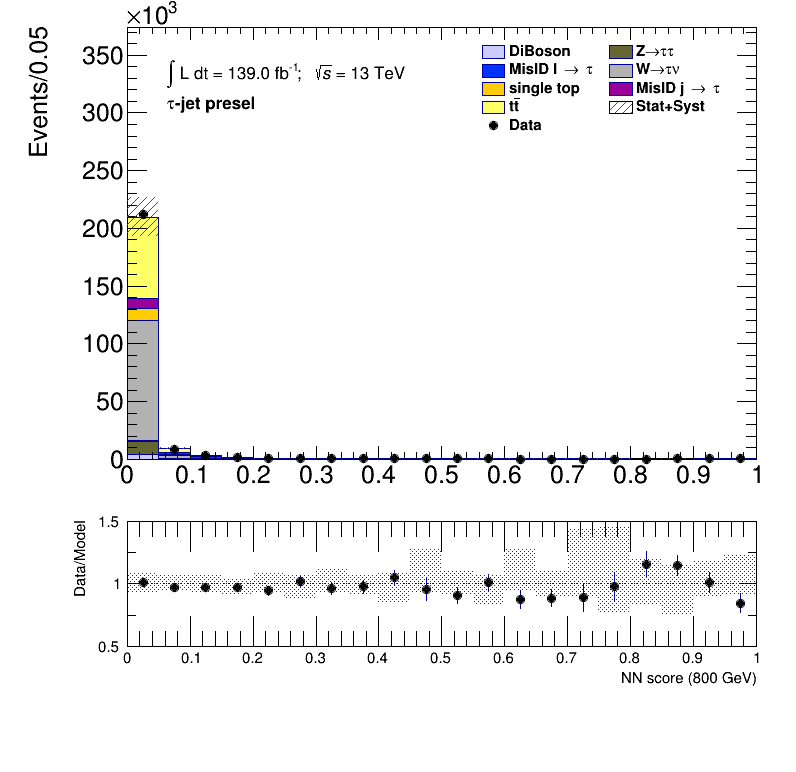 ×10³
Events/0.05
350
300
250
200
150
100
50
0
∫ L dt = 139.0 fb⁻¹; √s = 13 TeV
τ-jet presel
DiBoson
MisID l → τ
single top
tt̄
Data
Z→ττ
W→τν
MisID j → τ
Stat+Syst
0 0.1 0.2 0.3 0.4 0.5 0.6 0.7 0.8 0.9 1
Data/Model
1.5
1
0.5
0 0.1 0.2 0.3 0.4 0.5 0.6 0.7 0.8 0.9 1
NN score (800 GeV)